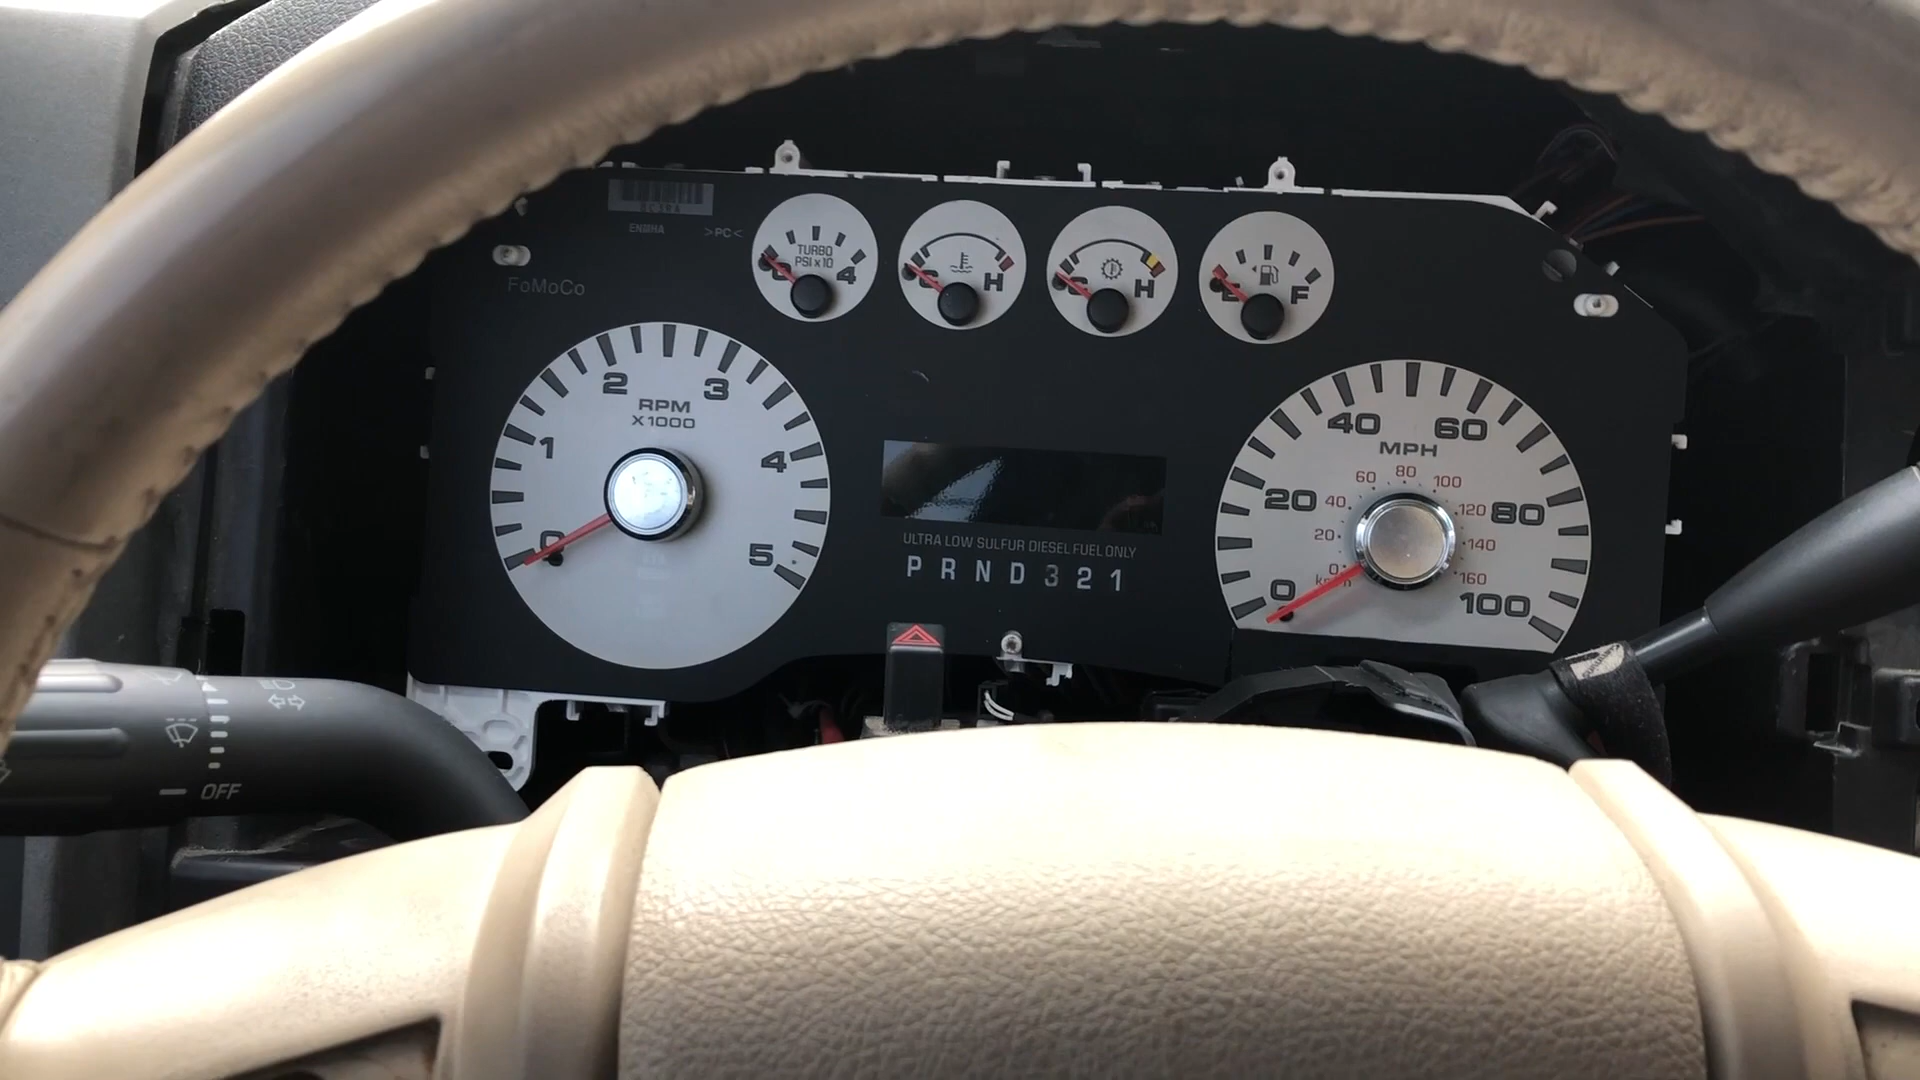 ENMHA >PC<
FoMoCo
TURBO
PSI x 10
4
C H
C H
E F
0 1 2 3 4 5
RPM
X1000
ULTRA LOW SULFUR DIESEL FUEL ONLY
P R N D 3 2 1
0 20 40 60 80 100
MPH
0 20 40 60 80 100 120 140 160
OFF